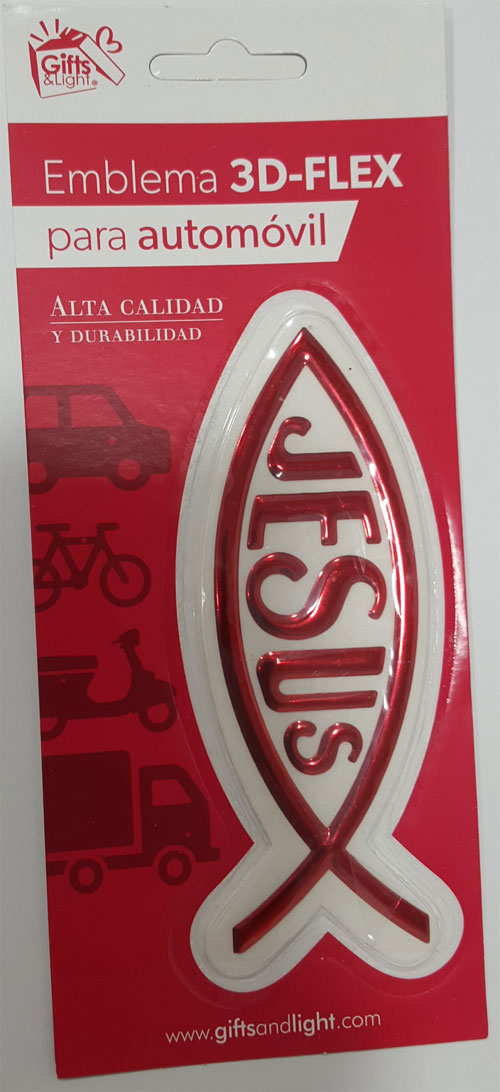 Gifts
&Light®
Emblema 3D-FLEX
para automóvil
ALTA CALIDAD
Y DURABILIDAD
JESUS
www.giftsandlight.com